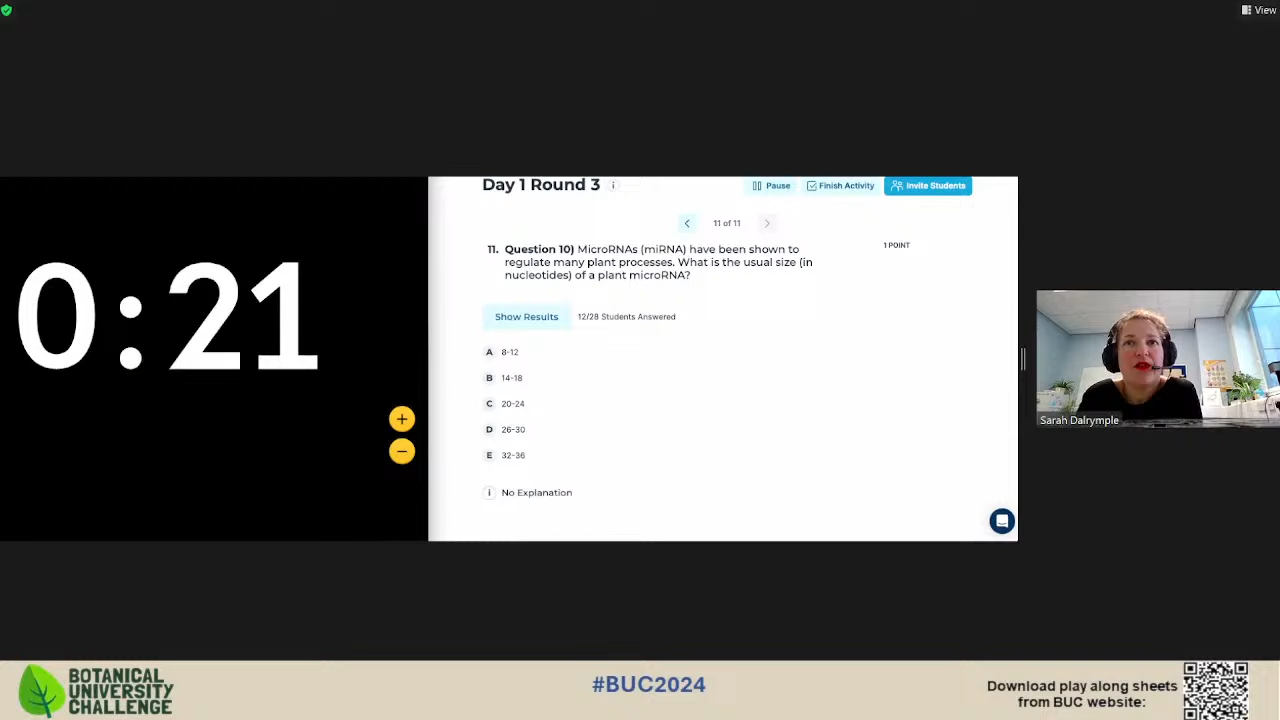 View
Day 1 Round 3
Pause
Finish Activity
Invite Students
11 of 11
11. Question 10) MicroRNAs (miRNA) have been shown to
regulate many plant processes. What is the usual size (in
nucleotides) of a plant microRNA?
1 POINT
0:21
Show Results
12/28 Students Answered
A 8-12
B 14-18
C 20-24
D 26-30
E 32-36
No Explanation
Sarah Dalrymple
BOTANICAL
UNIVERSITY
CHALLENGE
#BUC2024
Download play along sheets
from BUC website: